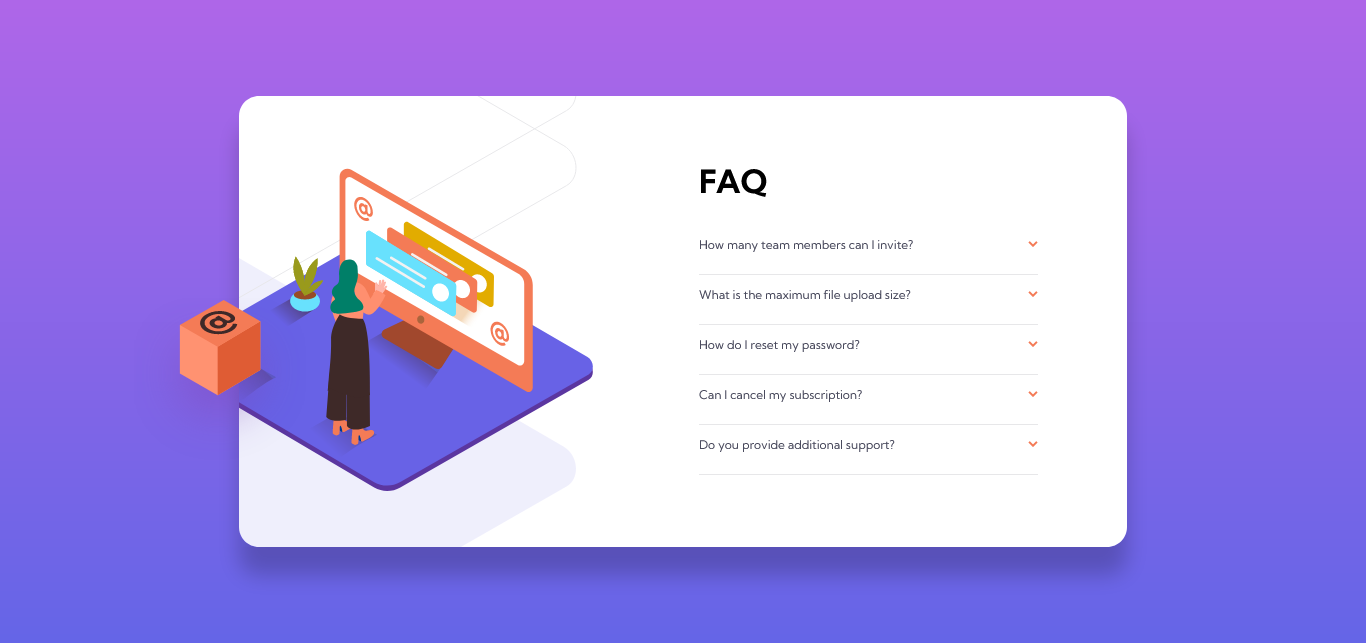 @
@
@
FAQ
How many team members can I invite?
What is the maximum file upload size?
How do I reset my password?
Can I cancel my subscription?
Do you provide additional support?